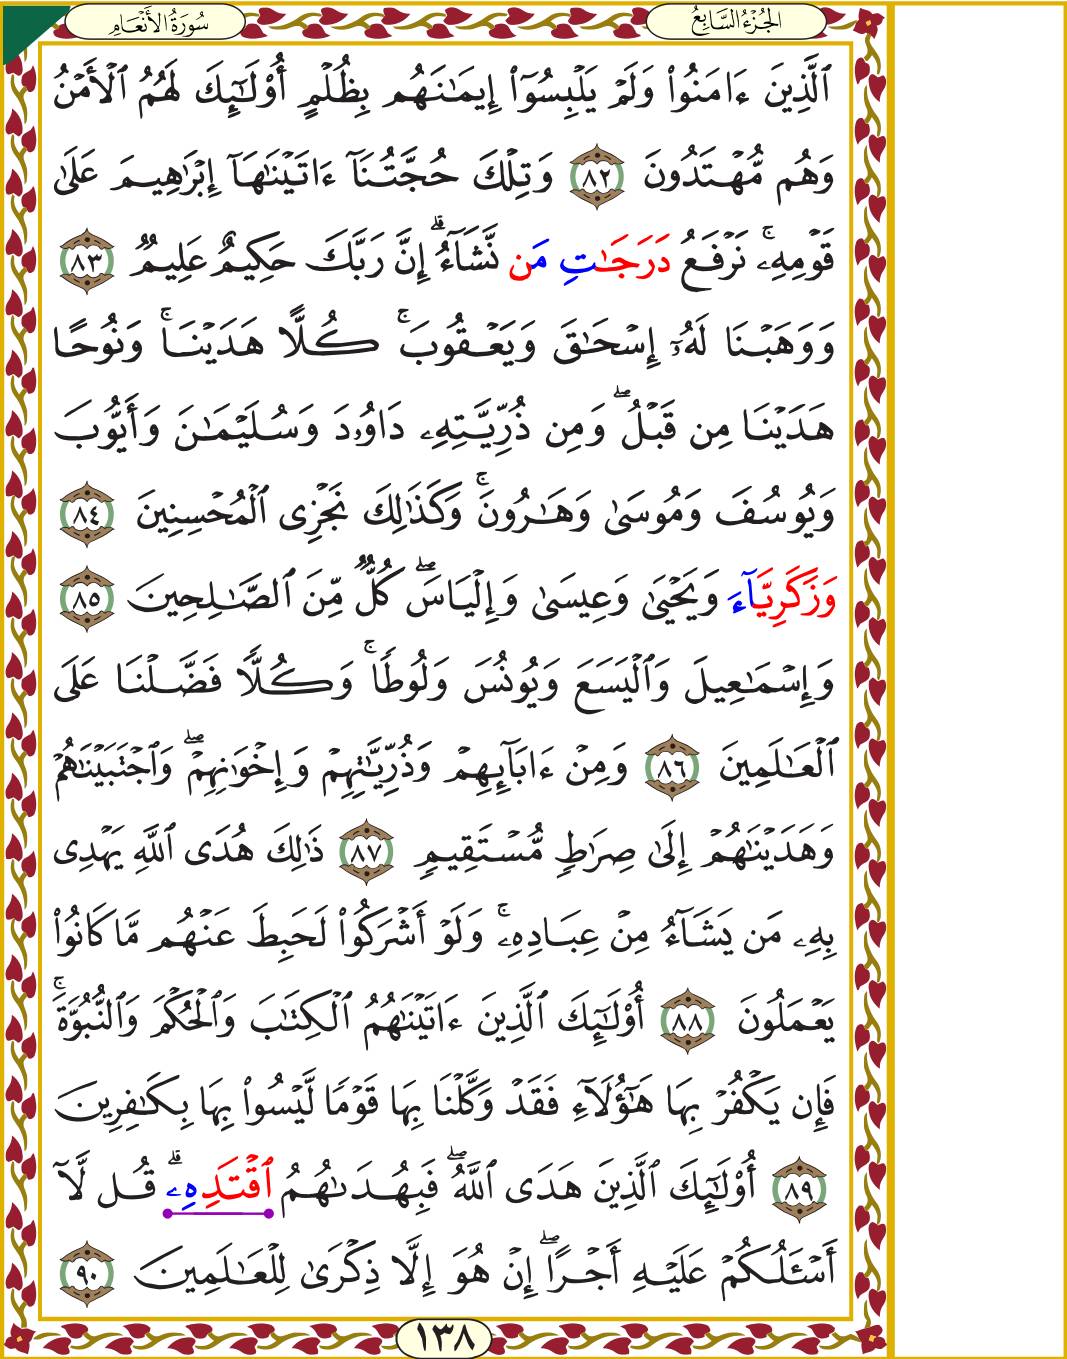 الجُزْءُ السَّابِعُ
سُورَةُ الأَنْعَامِ
ٱلَّذِينَ ءَامَنُوا۟ وَلَمْ يَلْبِسُوٓا۟ إِيمَـٰنَهُم بِظُلْمٍ أُو۟لَـٰٓئِكَ لَهُمُ ٱلْأَمْنُ
وَهُم مُّهْتَدُونَ ٨٢ وَتِلْكَ حُجَّتُنَآ ءَاتَيْنَـٰهَآ إِبْرَٰهِيمَ عَلَىٰ
قَوْمِهِۦ ۚ نَرْفَعُ دَرَجَـٰتِ مَن نَّشَآءُ ۗ إِنَّ رَبَّكَ حَكِيمٌ عَلِيمٌ ٨٣
وَوَهَبْنَا لَهُۥٓ إِسْحَـٰقَ وَيَعْقُوبَ ۚ كُلًّا هَدَيْنَا ۚ وَنُوحًا
هَدَيْنَا مِن قَبْلُ ۖ وَمِن ذُرِّيَّتِهِۦ دَاوُۥدَ وَسُلَيْمَـٰنَ وَأَيُّوبَ
وَيُوسُفَ وَمُوسَىٰ وَهَـٰرُونَ ۚ وَكَذَٰلِكَ نَجْزِى ٱلْمُحْسِنِينَ ٨٤
وَزَكَرِيَّآءَ وَيَحْيَىٰ وَعِيسَىٰ وَإِلْيَاسَ ۖ كُلٌّ مِّنَ ٱلصَّـٰلِحِينَ ٨٥
وَإِسْمَـٰعِيلَ وَٱلْيَسَعَ وَيُونُسَ وَلُوطًا ۚ وَكُلًّا فَضَّلْنَا عَلَى
ٱلْعَـٰلَمِينَ ٨٦ وَمِنْ ءَابَآئِهِمْ وَذُرِّيَّـٰتِهِمْ وَإِخْوَٰنِهِمْ ۖ وَٱجْتَبَيْنَـٰهُمْ
وَهَدَيْنَـٰهُمْ إِلَىٰ صِرَٰطٍ مُّسْتَقِيمٍ ٨٧ ذَٰلِكَ هُدَى ٱللَّهِ يَهْدِى
بِهِۦ مَن يَشَآءُ مِنْ عِبَادِهِۦ ۚ وَلَوْ أَشْرَكُوا۟ لَحَبِطَ عَنْهُم مَّا كَانُوا۟
يَعْمَلُونَ ٨٨ أُو۟لَـٰٓئِكَ ٱلَّذِينَ ءَاتَيْنَـٰهُمُ ٱلْكِتَـٰبَ وَٱلْحُكْمَ وَٱلنُّبُوَّةَ ۚ
فَإِن يَكْفُرْ بِهَا هَـٰٓؤُلَآءِ فَقَدْ وَكَّلْنَا بِهَا قَوْمًا لَّيْسُوا۟ بِهَا بِكَـٰفِرِينَ
٨٩ أُو۟لَـٰٓئِكَ ٱلَّذِينَ هَدَى ٱللَّهُ ۖ فَبِهُدَىٰهُمُ ٱقْتَدِهِۦ ۗ قُل لَّآ
أَسْـَٔلُكُمْ عَلَيْهِ أَجْرًا ۖ إِنْ هُوَ إِلَّا ذِكْرَىٰ لِلْعَـٰلَمِينَ ٩٠
١٣٨